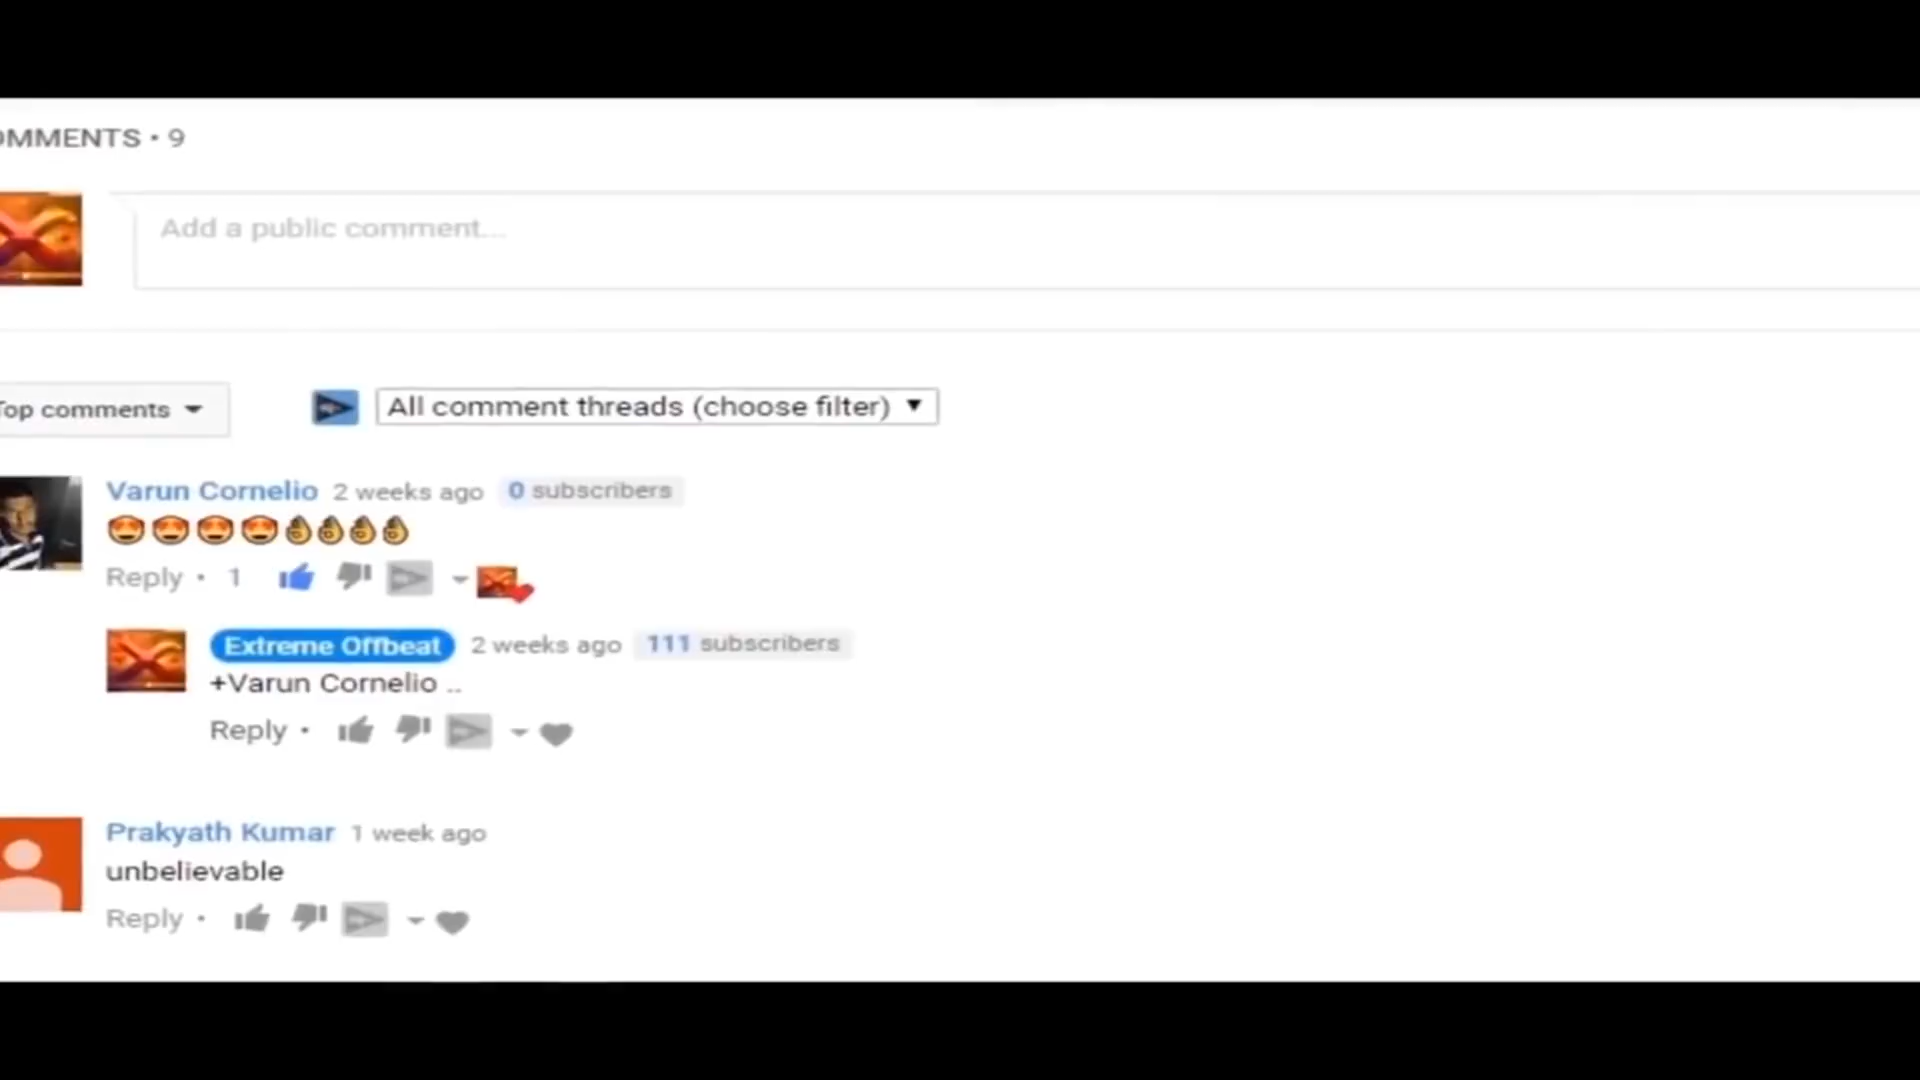 OMMENTS • 9
Add a public comment...
Top comments
All comment threads (choose filter)
Varun Cornelio 2 weeks ago 0 subscribers
😍😍😍😍👌👌👌👌
Reply • 1
Extreme Offbeat 2 weeks ago 111 subscribers
+Varun Cornelio ..
Reply •
Prakyath Kumar 1 week ago
unbelievable
Reply •